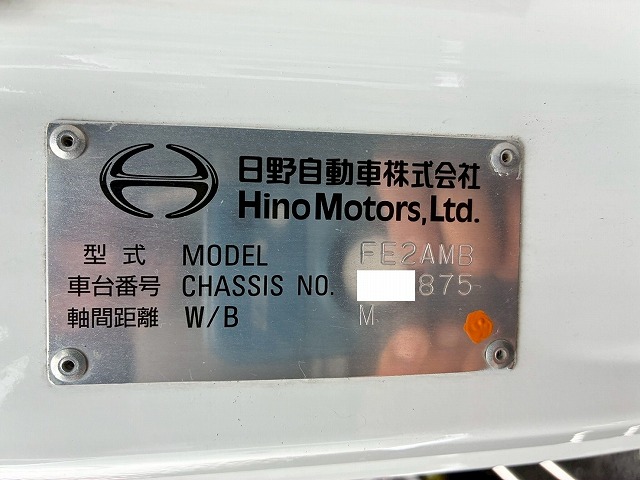 日野自動車株式会社
Hino Motors, Ltd.
型式 MODEL FE2AMB
車台番号 CHASSIS NO. 875
軸間距離 W/B M